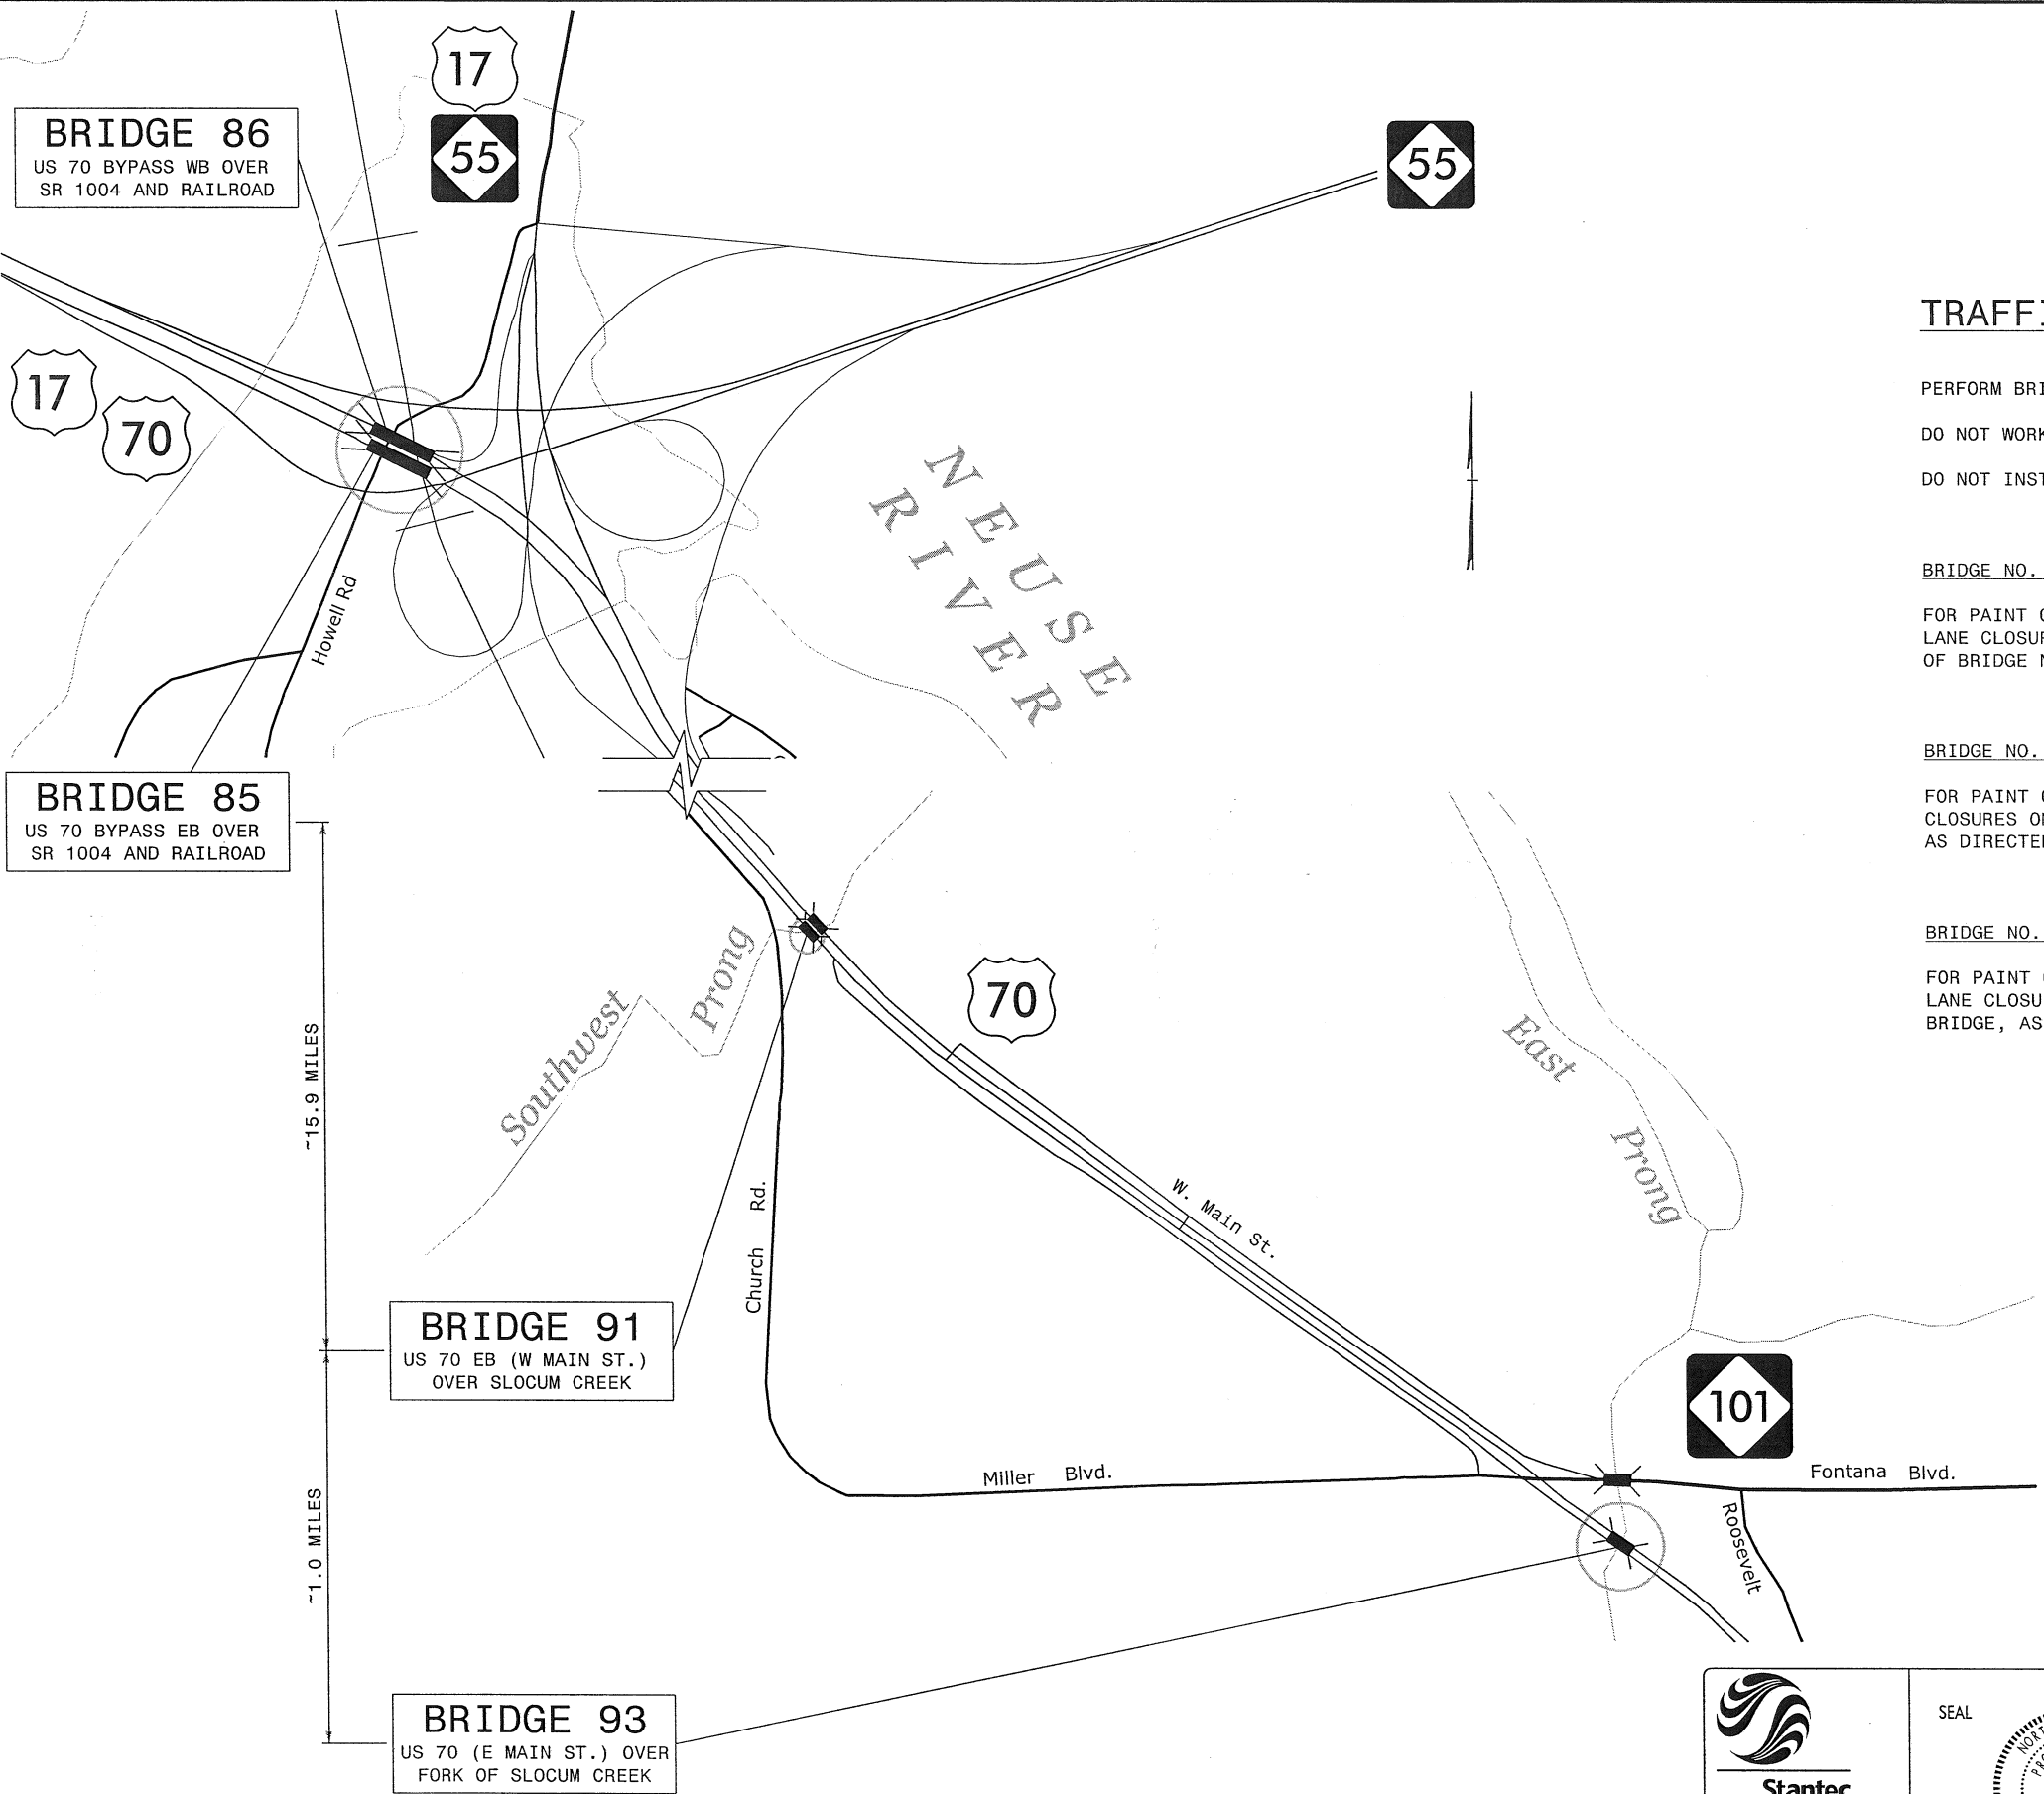 17
55
BRIDGE 86
US 70 BYPASS WB OVER
SR 1004 AND RAILROAD
55
17
70
NEUSE
RIVER
Howell Rd
BRIDGE 85
US 70 BYPASS EB OVER
SR 1004 AND RAILROAD
~15.9 MILES
Southwest
Prong
70
East
Prong
W. Main St.
Church Rd.
BRIDGE 91
US 70 EB (W MAIN ST.)
OVER SLOCUM CREEK
101
Miller Blvd.
Fontana Blvd.
Roosevelt
~1.0 MILES
BRIDGE 93
US 70 (E MAIN ST.) OVER
FORK OF SLOCUM CREEK
TRAFF
PERFORM BRI
DO NOT WORK
DO NOT INST
BRIDGE NO.
FOR PAINT
LANE CLOSUR
OF BRIDGE N
BRIDGE NO.
FOR PAINT
CLOSURES O
AS DIRECTE
BRIDGE NO.
FOR PAINT
LANE CLOSU
BRIDGE, AS
Stantec
SEAL
NORT